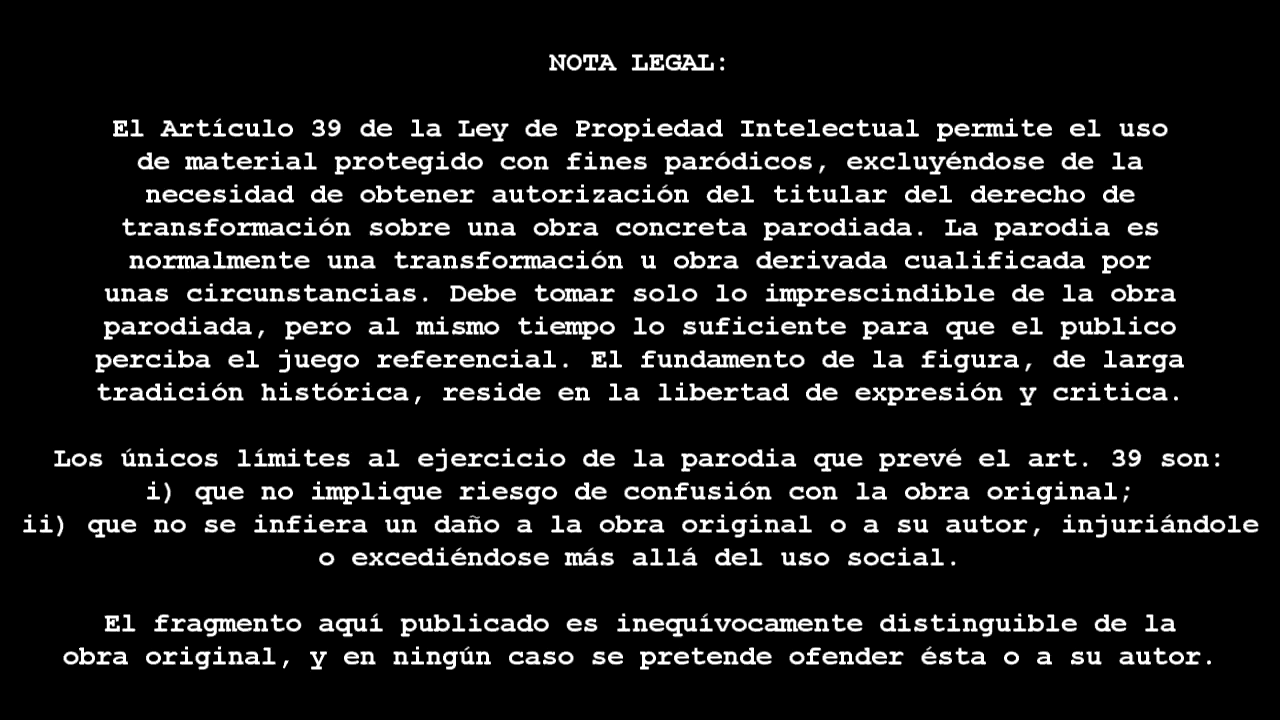 NOTA LEGAL:
El Artículo 39 de la Ley de Propiedad Intelectual permite el uso
de material protegido con fines paródicos, excluyéndose de la
necesidad de obtener autorización del titular del derecho de
transformación sobre una obra concreta parodiada. La parodia es
normalmente una transformación u obra derivada cualificada por
unas circunstancias. Debe tomar solo lo imprescindible de la obra
parodiada, pero al mismo tiempo lo suficiente para que el publico
perciba el juego referencial. El fundamento de la figura, de larga
tradición histórica, reside en la libertad de expresión y critica.
Los únicos límites al ejercicio de la parodia que prevé el art. 39 son:
i) que no implique riesgo de confusión con la obra original;
ii) que no se infiera un daño a la obra original o a su autor, injuriándole
o excediéndose más allá del uso social.
El fragmento aquí publicado es inequívocamente distinguible de la
obra original, y en ningún caso se pretende ofender ésta o a su autor.